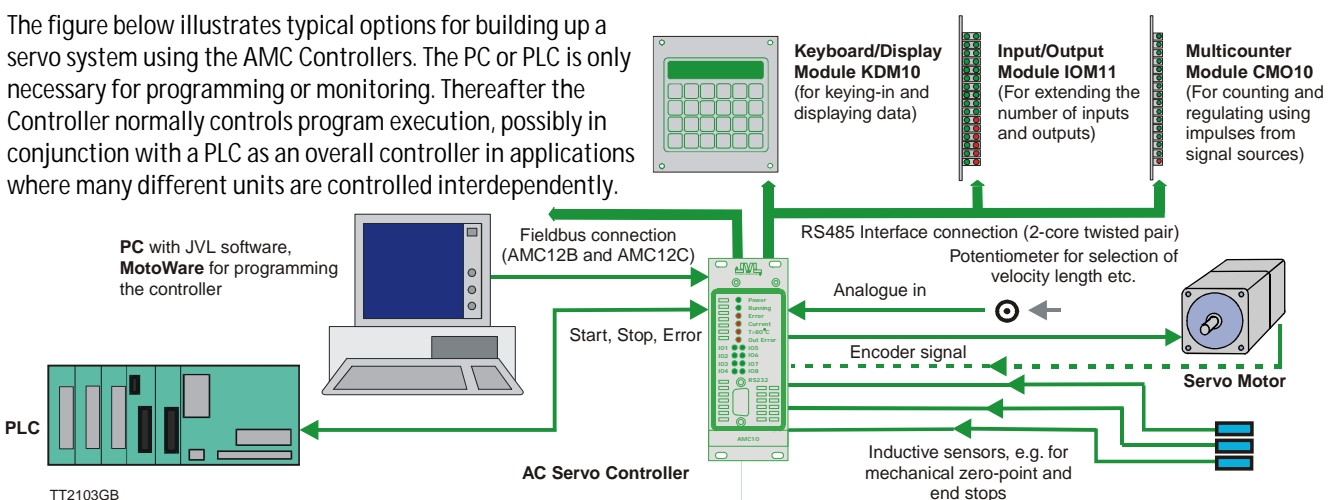 The figure below illustrates typical options for building up a
servo system using the AMC Controllers. The PC or PLC is only
necessary for programming or monitoring. Thereafter the
Controller normally controls program execution, possibly in
conjunction with a PLC as an overall controller in applications
where many different units are controlled interdependently.
Keyboard/Display
Module KDM10
(for keying-in and
displaying data)
Input/Output
Module IOM11
(For extending the
number of inputs
and outputs)
Multicounter
Module CMO10
(For counting and
regulating using
impulses from
signal sources)
PC with JVL software,
MotoWare for programming
the controller
Fieldbus connection
(AMC12B and AMC12C)
RS485 Interface connection (2-core twisted pair)
Potentiometer for selection of
velocity length etc.
Analogue in
Start, Stop, Error
Encoder signal
Servo Motor
JVL
Power
Running
Error
Current
T>80°C
Out Error
IO1 IO5
IO2 IO6
IO3 IO7
IO4 IO8
RS232
AMC10
PLC
AC Servo Controller
Inductive sensors, e.g. for
mechanical zero-point and
end stops
TT2103GB